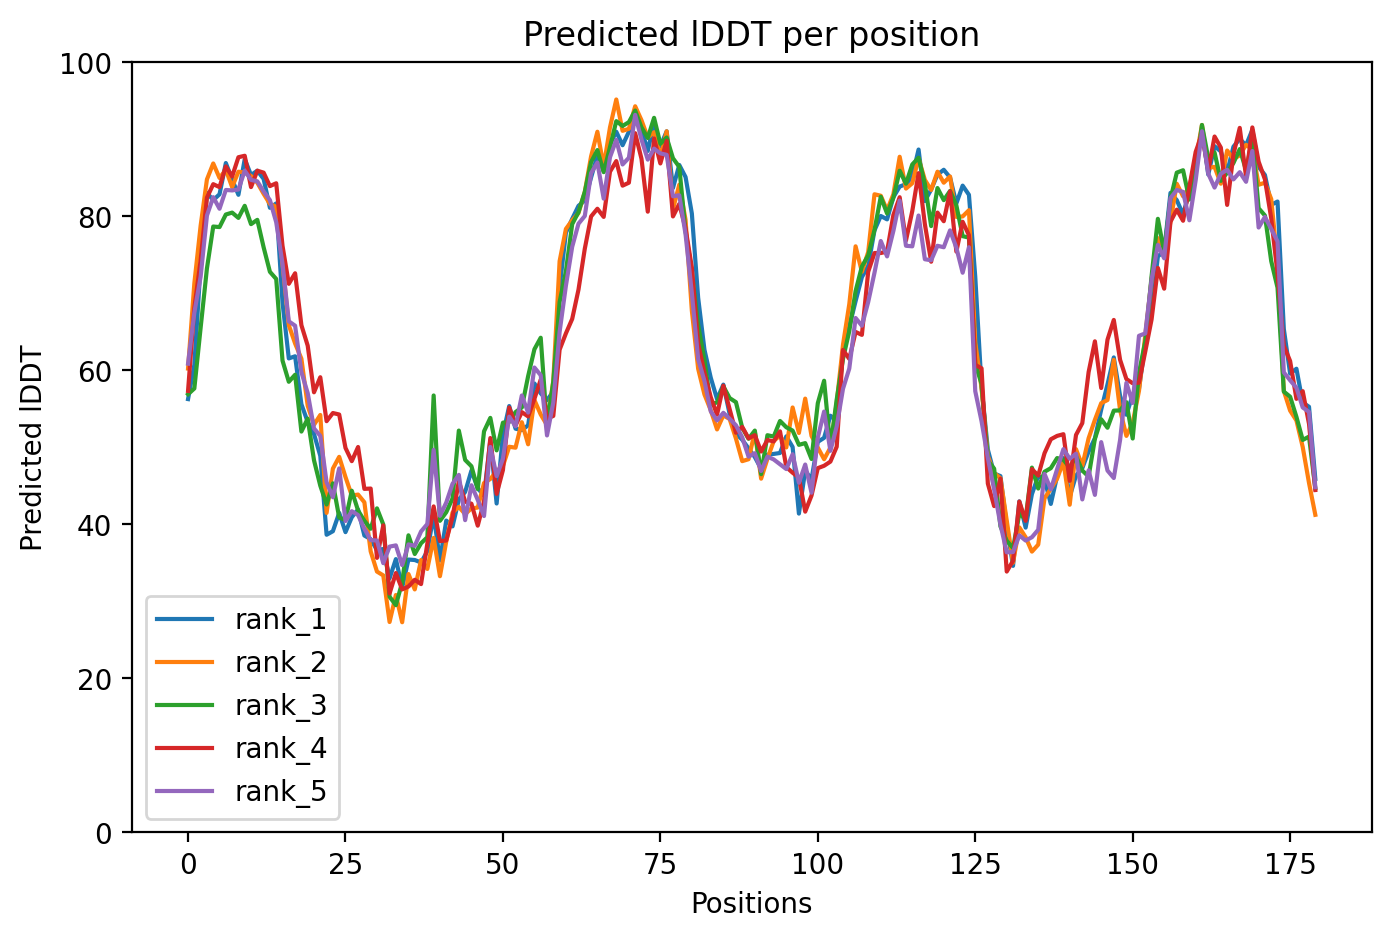 Predicted lDDT per position
100
80
60
40
20
0
Predicted lDDT
rank_1
rank_2
rank_3
rank_4
rank_5
0 25 50 75 100 125 150 175
Positions